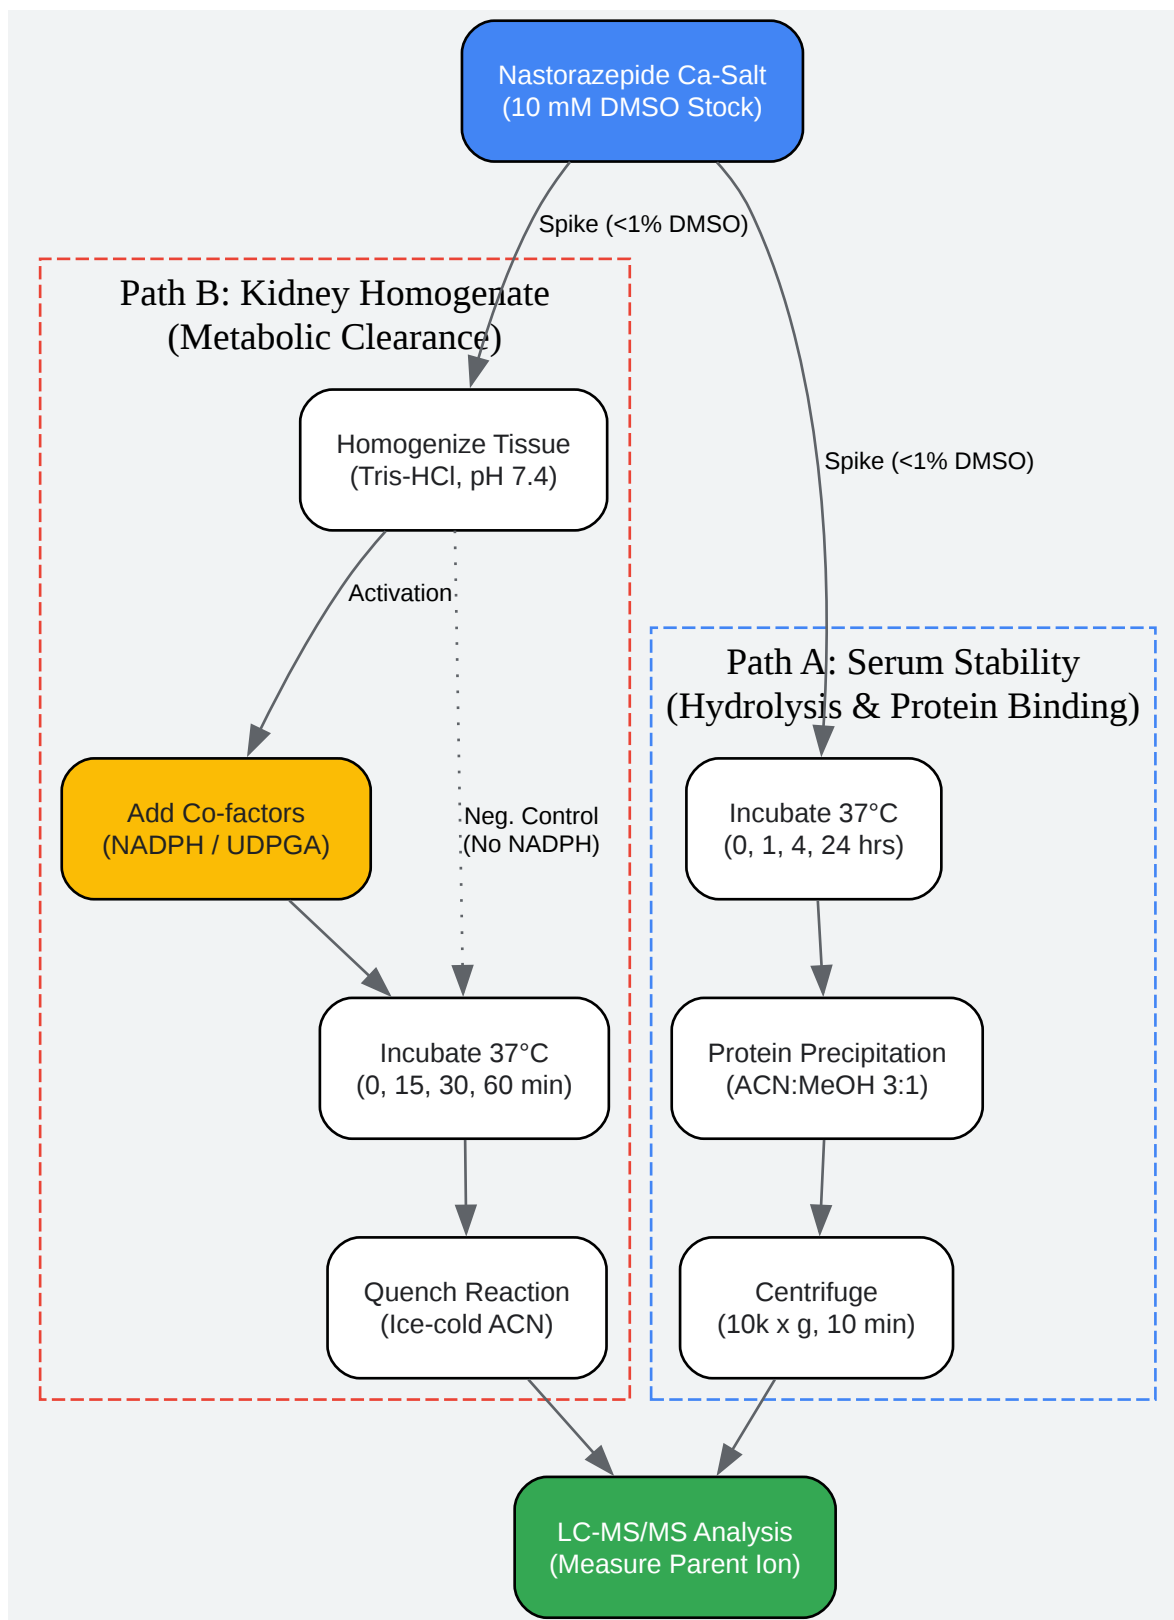 Nastorazepide Ca-Salt
(10 mM DMSO Stock)
Spike (<1% DMSO)
Path B: Kidney Homogenate
(Metabolic Clearance)
Homogenize Tissue
(Tris-HCl, pH 7.4)
Spike (<1% DMSO)
Activation
Path A: Serum Stability
(Hydrolysis & Protein Binding)
Add Co-factors
(NADPH / UDPGA)
Neg. Control
(No NADPH)
Incubate 37°C
(0, 1, 4, 24 hrs)
Incubate 37°C
(0, 15, 30, 60 min)
Protein Precipitation
(ACN:MeOH 3:1)
Quench Reaction
(Ice-cold ACN)
Centrifuge
(10k x g, 10 min)
LC-MS/MS Analysis
(Measure Parent Ion)